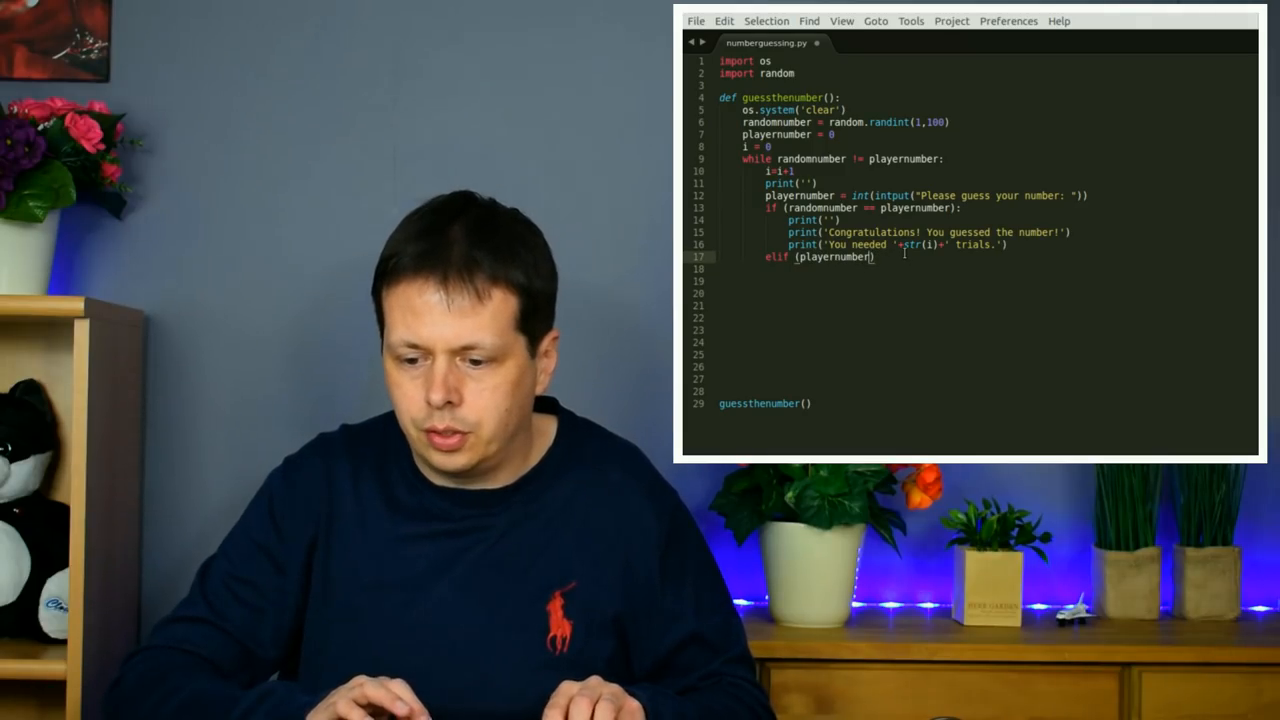 File Edit Selection Find View Goto Tools Project Preferences Help
numberguessing.py
1 import os
2 import random
3
4 def guessthenumber():
5 os.system('clear')
6 randomnumber = random.randint(1,100)
7 playernumber = 0
8 i = 0
9 while randomnumber != playernumber:
10 i=i+1
11 print('')
12 playernumber = int(intput("Please guess your number: "))
13 if (randomnumber == playernumber):
14 print('')
15 print('Congratulations! You guessed the number!')
16 print('You needed '+str(i)+' trials.')
17 elif (playernumber)
18
19
20
21
22
23
24
25
26
27
28
29 guessthenumber()
HERB GARDEN